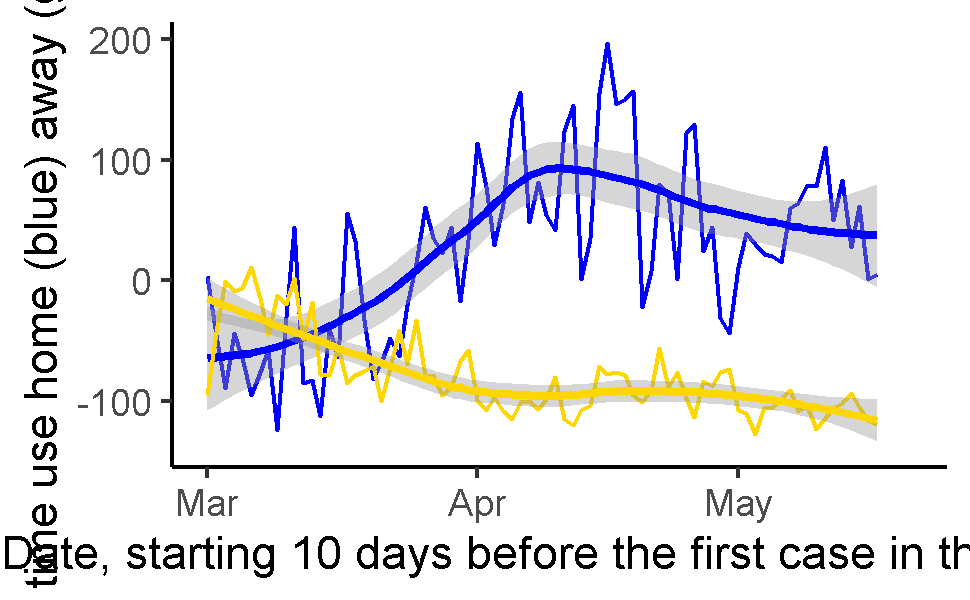 time use home (blue) away (
200
100
0
-100
Mar Apr May
Date, starting 10 days before the first case in th